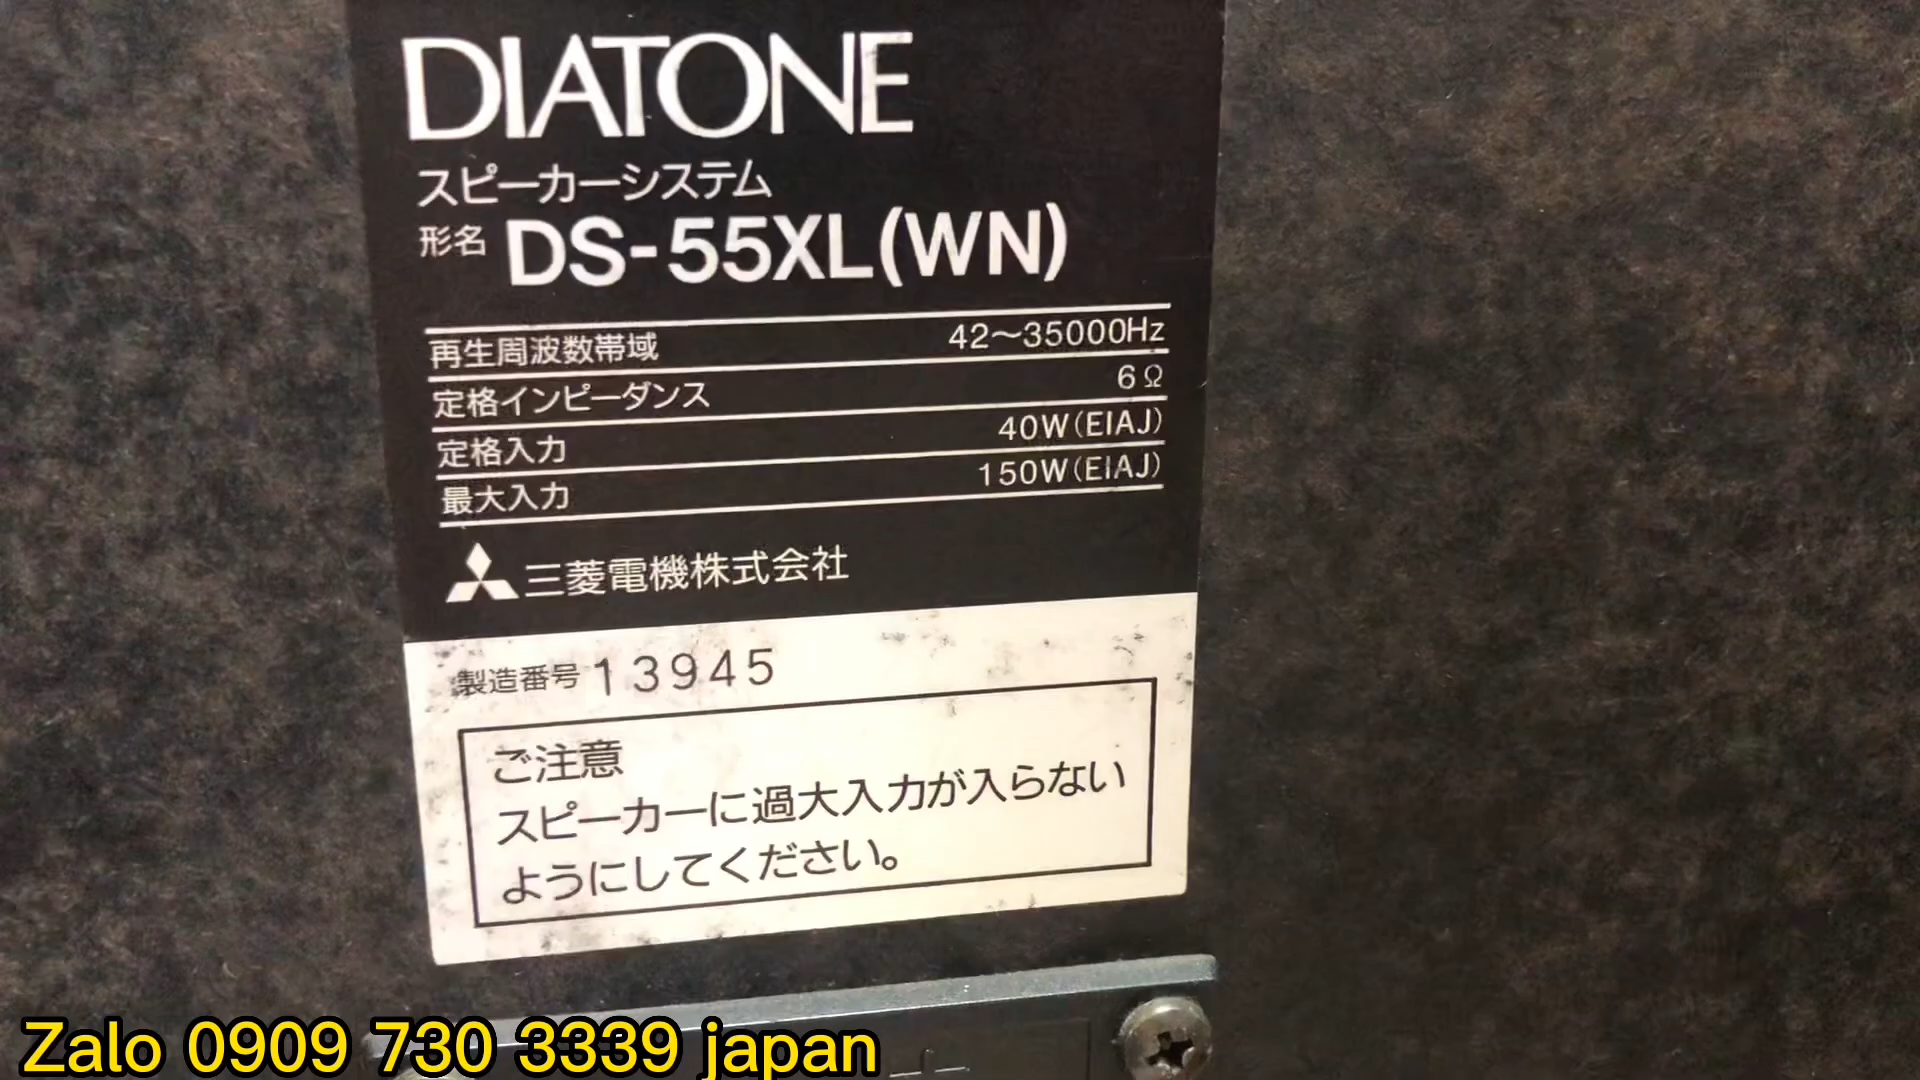 DIATONE
スピーカーシステム
形名 DS-55XL(WN)
再生周波数帯域 42〜35000Hz
定格インピーダンス 6Ω
定格入力 40W(EIAJ)
最大入力 150W(EIAJ)
三菱電機株式会社
製造番号 13945
ご注意
スピーカーに過大入力が入らない
ようにしてください。
Zalo 0909 730 3339 japan